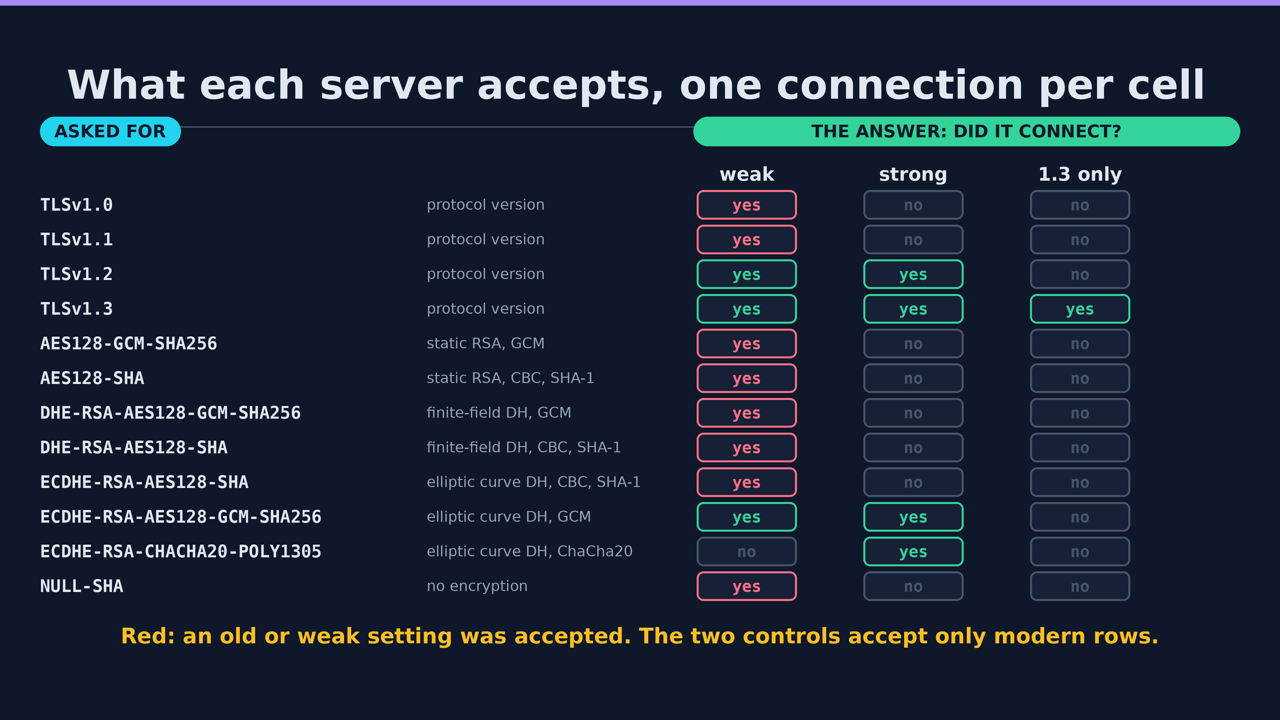 What each server accepts, one connection per cell
ASKED FOR THE ANSWER: DID IT CONNECT?
weak strong 1.3 only
TLSv1.0 protocol version yes no no
TLSv1.1 protocol version yes no no
TLSv1.2 protocol version yes yes no
TLSv1.3 protocol version yes yes yes
AES128-GCM-SHA256 static RSA, GCM yes no no
AES128-SHA static RSA, CBC, SHA-1 yes no no
DHE-RSA-AES128-GCM-SHA256 finite-field DH, GCM yes no no
DHE-RSA-AES128-SHA finite-field DH, CBC, SHA-1 yes no no
ECDHE-RSA-AES128-SHA elliptic curve DH, CBC, SHA-1 yes no no
ECDHE-RSA-AES128-GCM-SHA256 elliptic curve DH, GCM yes yes no
ECDHE-RSA-CHACHA20-POLY1305 elliptic curve DH, ChaCha20 no yes no
NULL-SHA no encryption yes no no
Red: an old or weak setting was accepted. The two controls accept only modern rows.